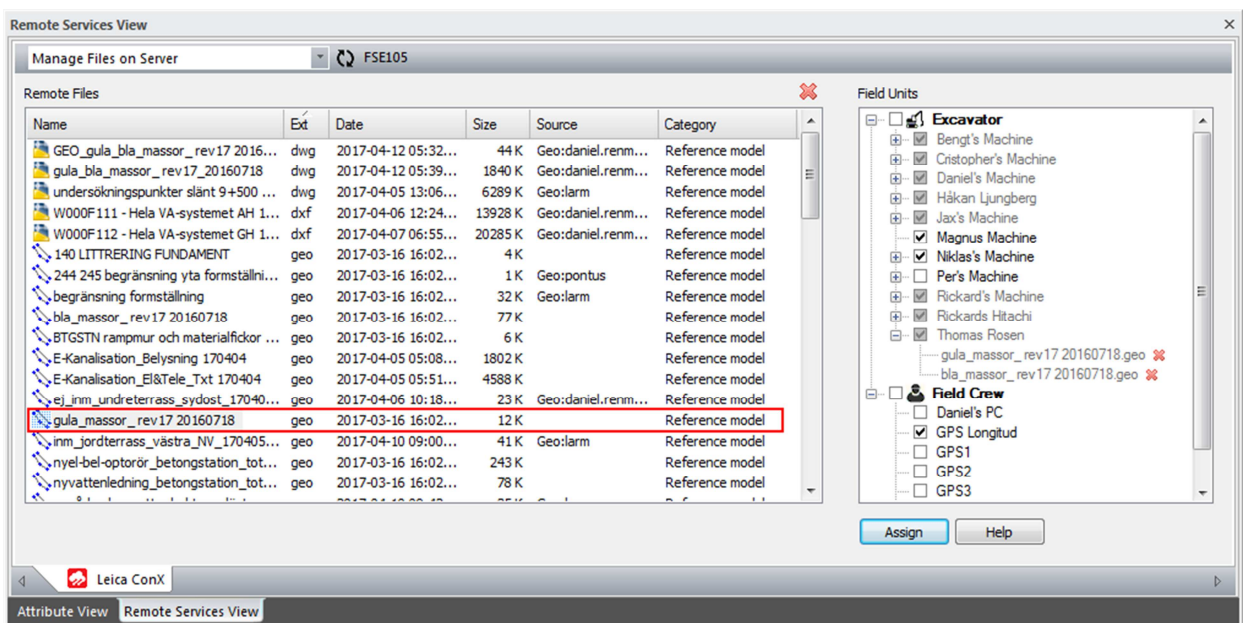 Remote Services View
Manage Files on Server FSE105
Remote Files
Name Ext Date Size Source Category
GEO_gula_bla_massor_rev17 2016... dwg 2017-04-12 05:32... 44 K Geo:daniel.renm... Reference model
gula_bla_massor_rev17_20160718 dwg 2017-04-12 05:39... 1840 K Geo:daniel.renm... Reference model
undersökningspunkter slänt 9+500 ... dwg 2017-04-05 13:06... 6289 K Geo:larm Reference model
W000F111 - Hela VA-systemet AH 1... dxf 2017-04-06 12:24... 13928 K Geo:daniel.renm... Reference model
W000F112 - Hela VA-systemet GH 1... dxf 2017-04-07 06:55... 20285 K Geo:daniel.renm... Reference model
140 LITTRERING FUNDAMENT geo 2017-03-16 16:02... 4 K Reference model
244 245 begränsning yta formställni... geo 2017-03-16 16:02... 1 K Geo:pontus Reference model
begränsning formställning geo 2017-03-16 16:02... 32 K Geo:larm Reference model
bla_massor_rev17 20160718 geo 2017-03-16 16:02... 77 K Reference model
BTGSTN rampmur och materialfickor ... geo 2017-03-16 16:02... 6 K Reference model
E-Kanalisation_Belysning 170404 geo 2017-04-05 05:08... 1802 K Reference model
E-Kanalisation_El&Tele_Txt 170404 geo 2017-04-05 05:51... 4588 K Reference model
ej_inm_undreterrass_sydost_17040... geo 2017-04-06 10:18... 23 K Geo:daniel.renm... Reference model
gula_massor_rev17 20160718 geo 2017-03-16 16:02... 12 K Reference model
inm_jordterrass_västra_NV_170405... geo 2017-04-10 09:00... 41 K Geo:larm Reference model
nyel-bel-optorör_betongstation_tot... geo 2017-03-16 16:02... 243 K Reference model
nyvattenledning_betongstation_tot... geo 2017-03-16 16:02... 78 K Reference model
Field Units
Excavator
Bengt's Machine
Cristopher's Machine
Daniel's Machine
Håkan Ljungberg
Jax's Machine
Magnus Machine
Niklas's Machine
Per's Machine
Rickard's Machine
Rickards Hitachi
Thomas Rosen
gula_massor_rev17 20160718.geo
bla_massor_rev17 20160718.geo
Field Crew
Daniel's PC
GPS Longitud
GPS1
GPS2
GPS3
Assign Help
Leica ConX
Attribute View Remote Services View